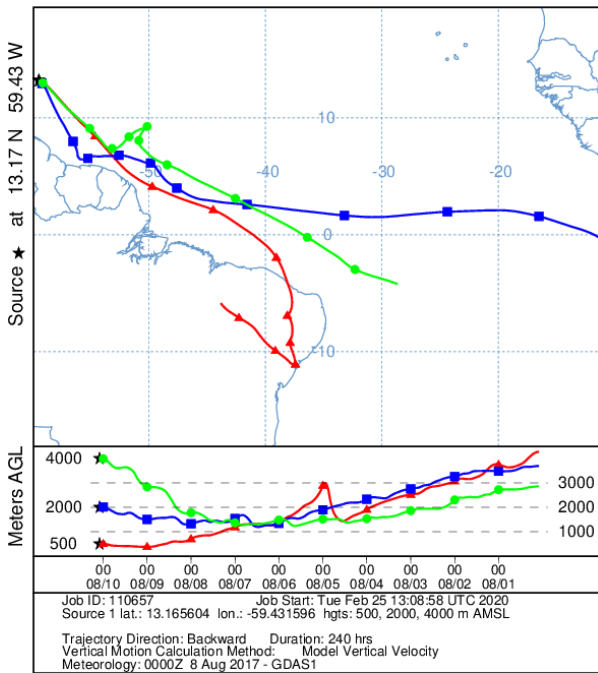 Source ★ at 13.17 N 59.43 W
10
-50
-40
-30
-20
0
-10
Meters AGL
4000
2000
500
3000
2000
1000
00 00 00 00 00 00 00 00 00 00
08/10 08/09 08/08 08/07 08/06 08/05 08/04 08/03 08/02 08/01
Job ID: 110657 Job Start: Tue Feb 25 13:08:58 UTC 2020
Source 1 lat.: 13.165604 lon.: -59.431596 hgts: 500, 2000, 4000 m AMSL
Trajectory Direction: Backward Duration: 240 hrs
Vertical Motion Calculation Method: Model Vertical Velocity
Meteorology: 0000Z 8 Aug 2017 - GDAS1